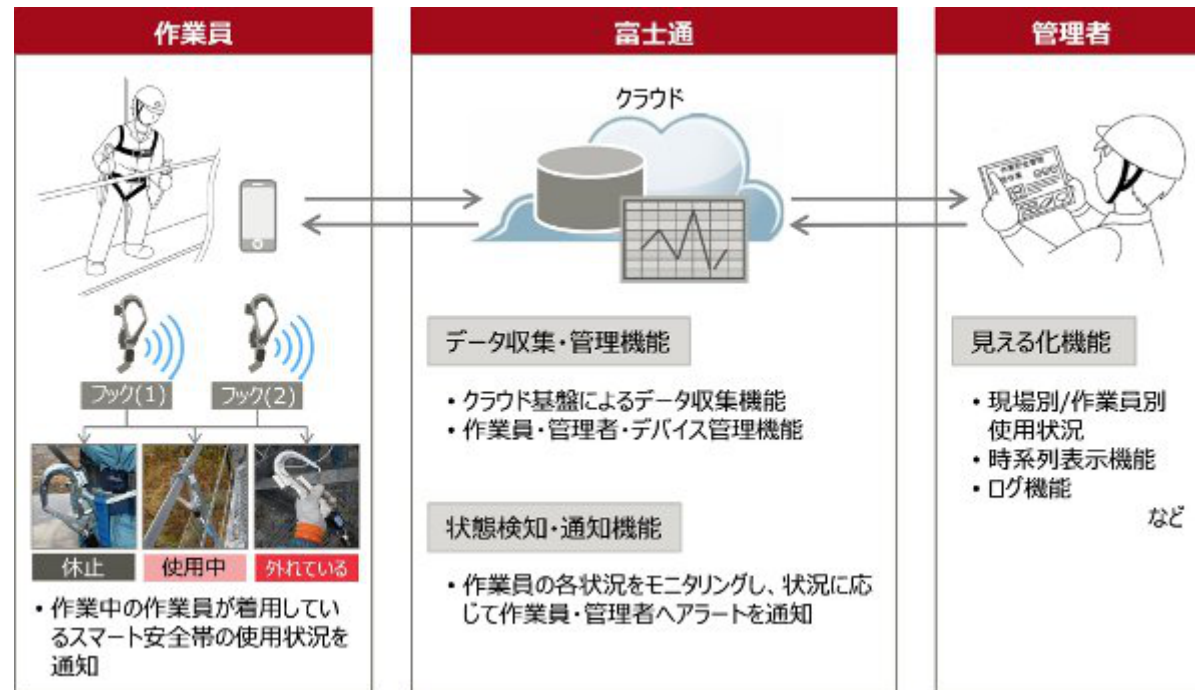 作業員
フック(1)
フック(2)
休止
使用中
外れている
・作業中の作業員が着用してい
るスマート安全帯の使用状況を
通知
富士通
クラウド
データ収集・管理機能
・クラウド基盤によるデータ収集機能
・作業員・管理者・デバイス管理機能
状態検知・通知機能
・作業員の各状況をモニタリングし、状況に応
じて作業員・管理者へアラートを通知
管理者
見える化機能
・現場別/作業員別
使用状況
・時系列表示機能
・ログ機能
など